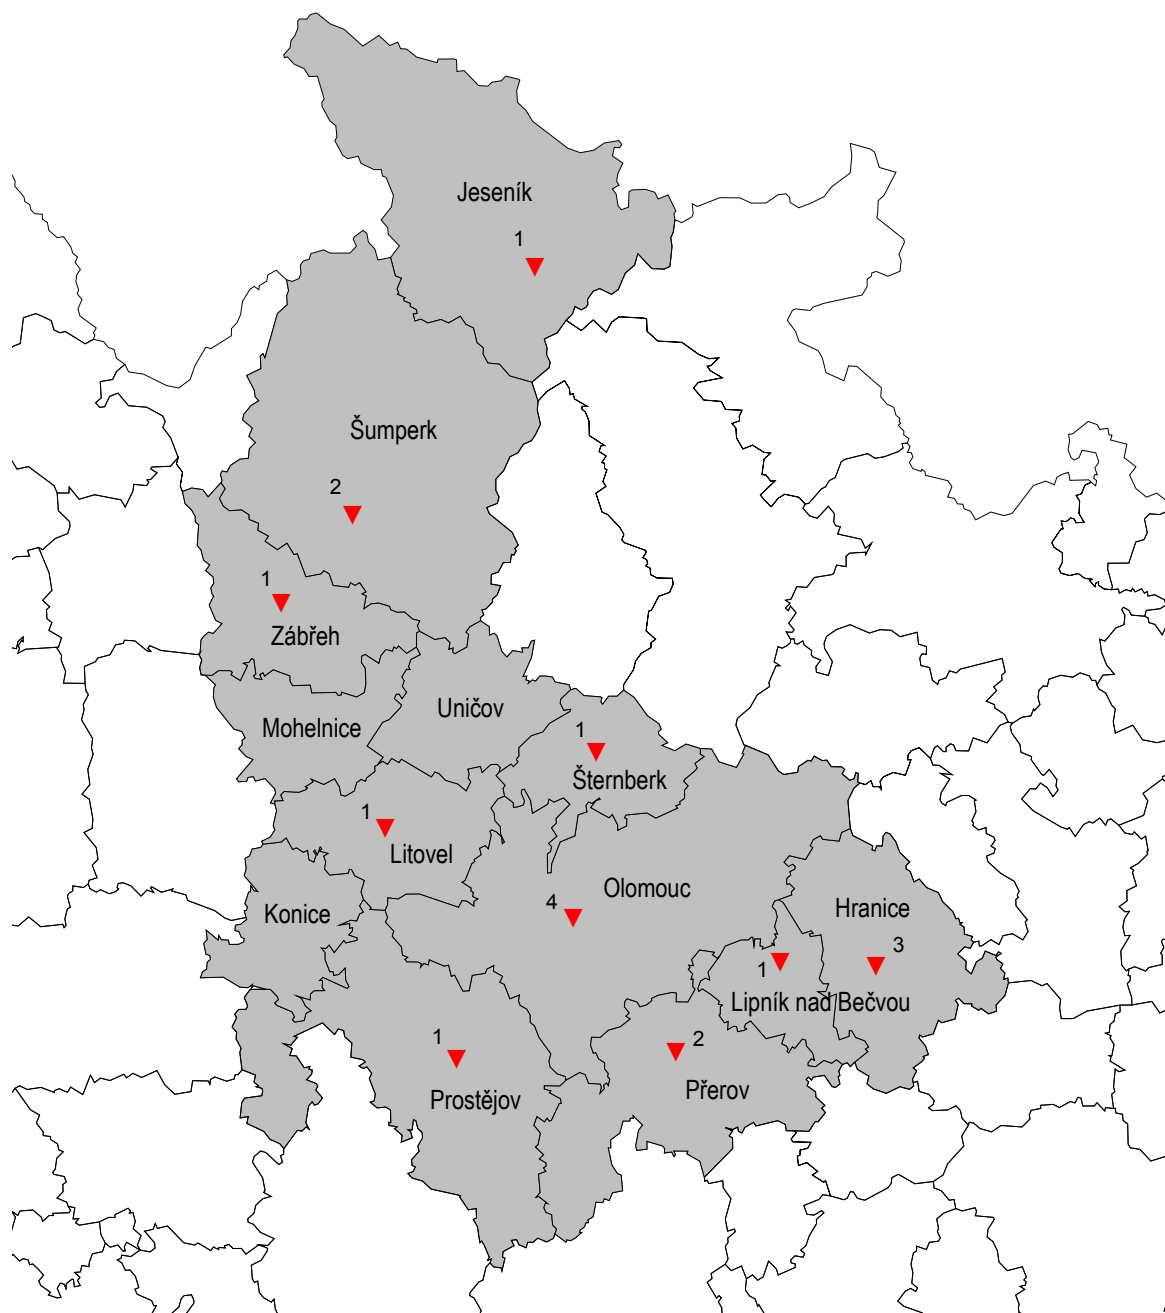 Jeseník
1
Šumperk
2
1
Zábřeh
Uničov
Mohelnice
1
Šternberk
1
Litovel
Olomouc
4
Konice
Hranice
3
1
Lipník nad Bečvou
1
2
Prostějov
Přerov